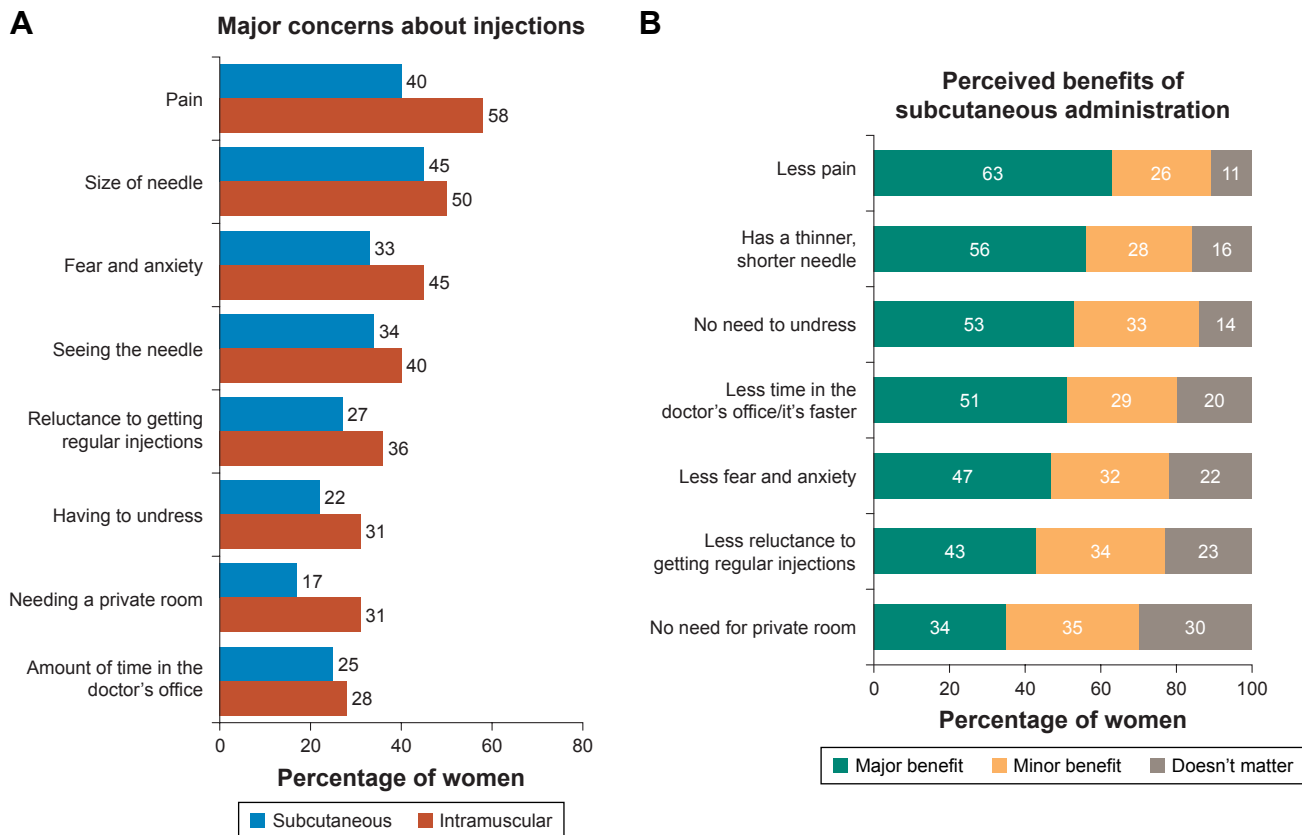 A
Major concerns about injections
Pain
40
58
Size of needle
45
50
Fear and anxiety
33
45
Seeing the needle
34
40
Reluctance to getting
regular injections
27
36
Having to undress
22
31
Needing a private room
17
31
Amount of time in the
doctor’s office
25
28
0 20 40 60 80
Percentage of women
Subcutaneous Intramuscular
B
Perceived benefits of
subcutaneous administration
Less pain
63 26 11
Has a thinner,
shorter needle
56 28 16
No need to undress
53 33 14
Less time in the
doctor’s office/it’s faster
51 29 20
Less fear and anxiety
47 32 22
Less reluctance to
getting regular injections
43 34 23
No need for private room
34 35 30
0 20 40 60 80 100
Percentage of women
Major benefit Minor benefit Doesn’t matter